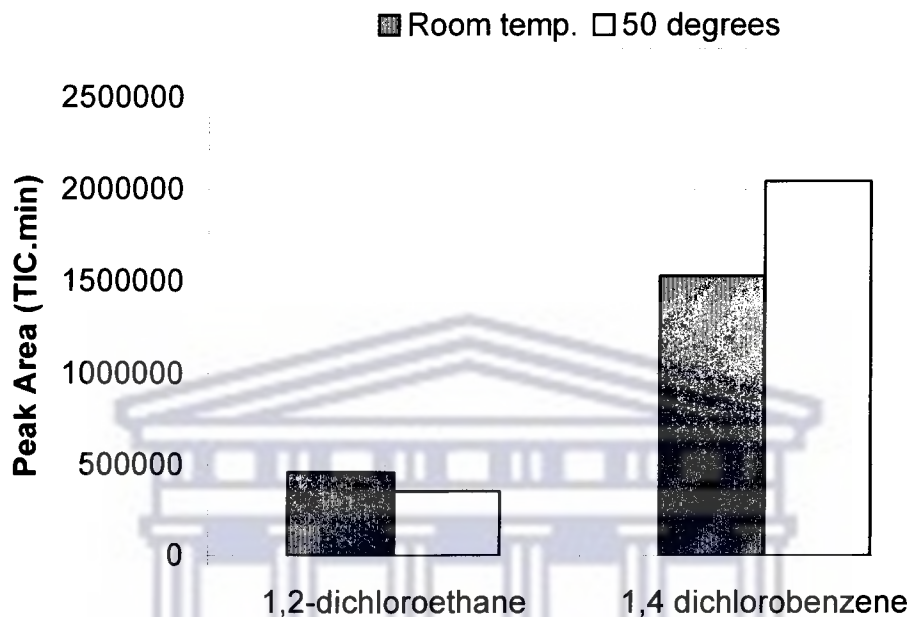 Room temp. 50 degrees
2500000
2000000
1500000
1000000
500000
0
Peak Area (TIC.min)
1,2-dichloroethane 1,4 dichlorobenzene